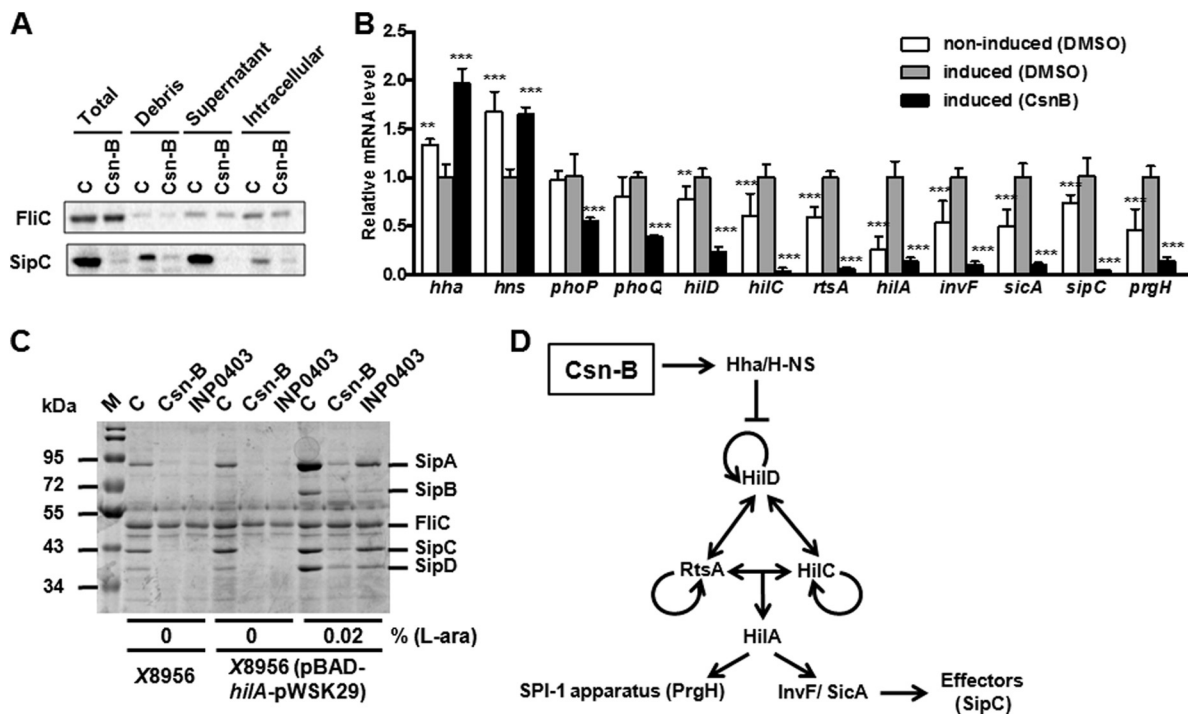 A
Total
Debris
Supernatant
Intracellular
C
Csn-B
C
Csn-B
C
Csn-B
C
Csn-B
FliC
SipC
B
Relative mRNA level
2.5
2.0
1.5
1.0
0.5
0.0
non-induced (DMSO)
induced (DMSO)
induced (CsnB)
** *** *** ***
*** *** ** *** *** *** *** *** *** *** *** *** *** *** *** *** *** ***
hha hns phoP phoQ hilD hilC rtsA hilA invF sicA sipC prgH
C
kDa
M
C
Csn-B
INP0403
C
Csn-B
INP0403
C
Csn-B
INP0403
95
72
55
43
34
SipA
SipB
FliC
SipC
SipD
0 0 0.02 % (L-ara)
X8956
X8956 (pBAD-
hilA-pWSK29)
D
Csn-B
Hha/H-NS
HilD
RtsA HilC
HilA
SPI-1 apparatus (PrgH) InvF/ SicA Effectors
(SipC)